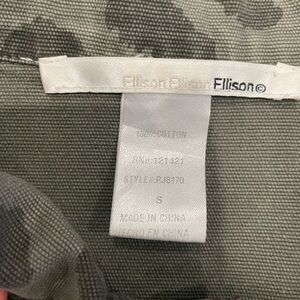 Ellison Ellison Ellison©
100%COTTON
RN#:121421
STYLE#:RJ8170
S
MADE IN CHINA
HECHO EN CHINA